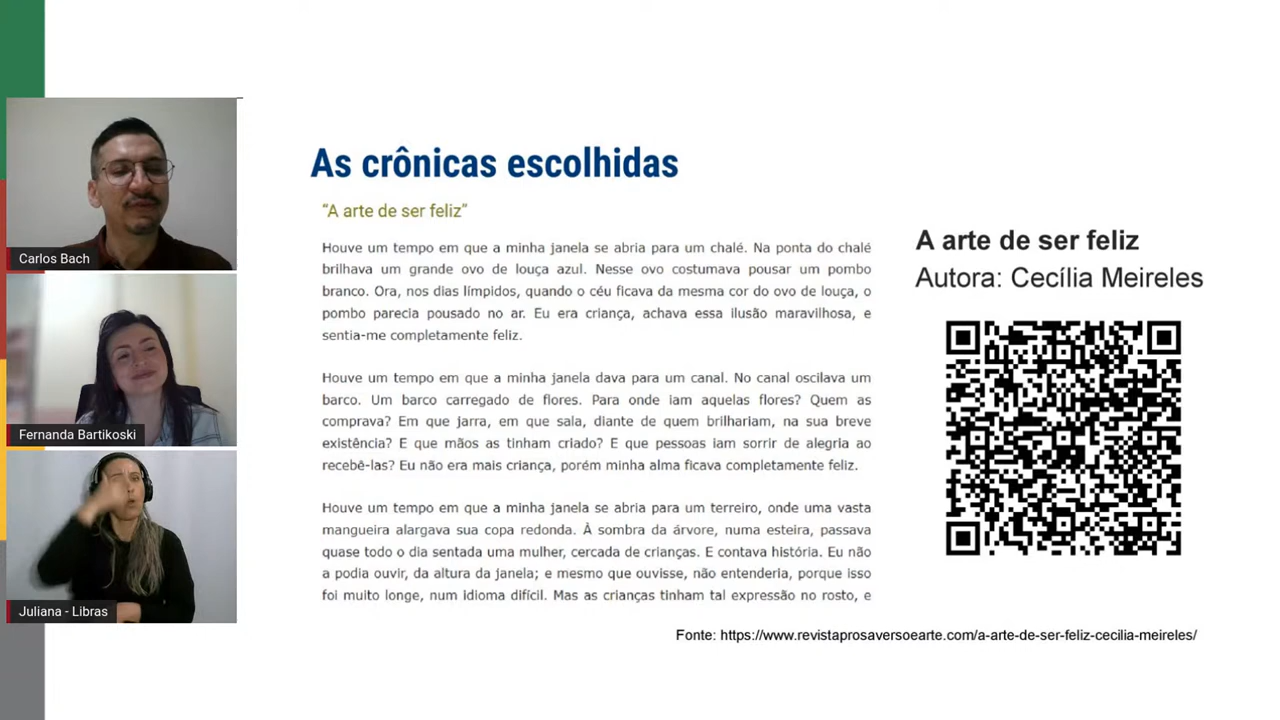 Carlos Bach
Fernanda Bartikoski
Juliana - Libras
As crônicas escolhidas
“A arte de ser feliz”
Houve um tempo em que a minha janela se abria para um chalé. Na ponta do chalé
brilhava um grande ovo de louça azul. Nesse ovo costumava pousar um pombo
branco. Ora, nos dias límpidos, quando o céu ficava da mesma cor do ovo de louça, o
pombo parecia pousado no ar. Eu era criança, achava essa ilusão maravilhosa, e
sentia-me completamente feliz.
Houve um tempo em que a minha janela dava para um canal. No canal oscilava um
barco. Um barco carregado de flores. Para onde iam aquelas flores? Quem as
comprava? Em que jarra, em que sala, diante de quem brilhariam, na sua breve
existência? E que mãos as tinham criado? E que pessoas iam sorrir de alegria ao
recebê-las? Eu não era mais criança, porém minha alma ficava completamente feliz.
Houve um tempo em que a minha janela se abria para um terreiro, onde uma vasta
mangueira alargava sua copa redonda. À sombra da árvore, numa esteira, passava
quase todo o dia sentada uma mulher, cercada de crianças. E contava história. Eu não
a podia ouvir, da altura da janela; e mesmo que ouvisse, não entenderia, porque isso
foi muito longe, num idioma difícil. Mas as crianças tinham tal expressão no rosto, e
A arte de ser feliz
Autora: Cecília Meireles
Fonte: https://www.revistaprosaversoearte.com/a-arte-de-ser-feliz-cecilia-meireles/